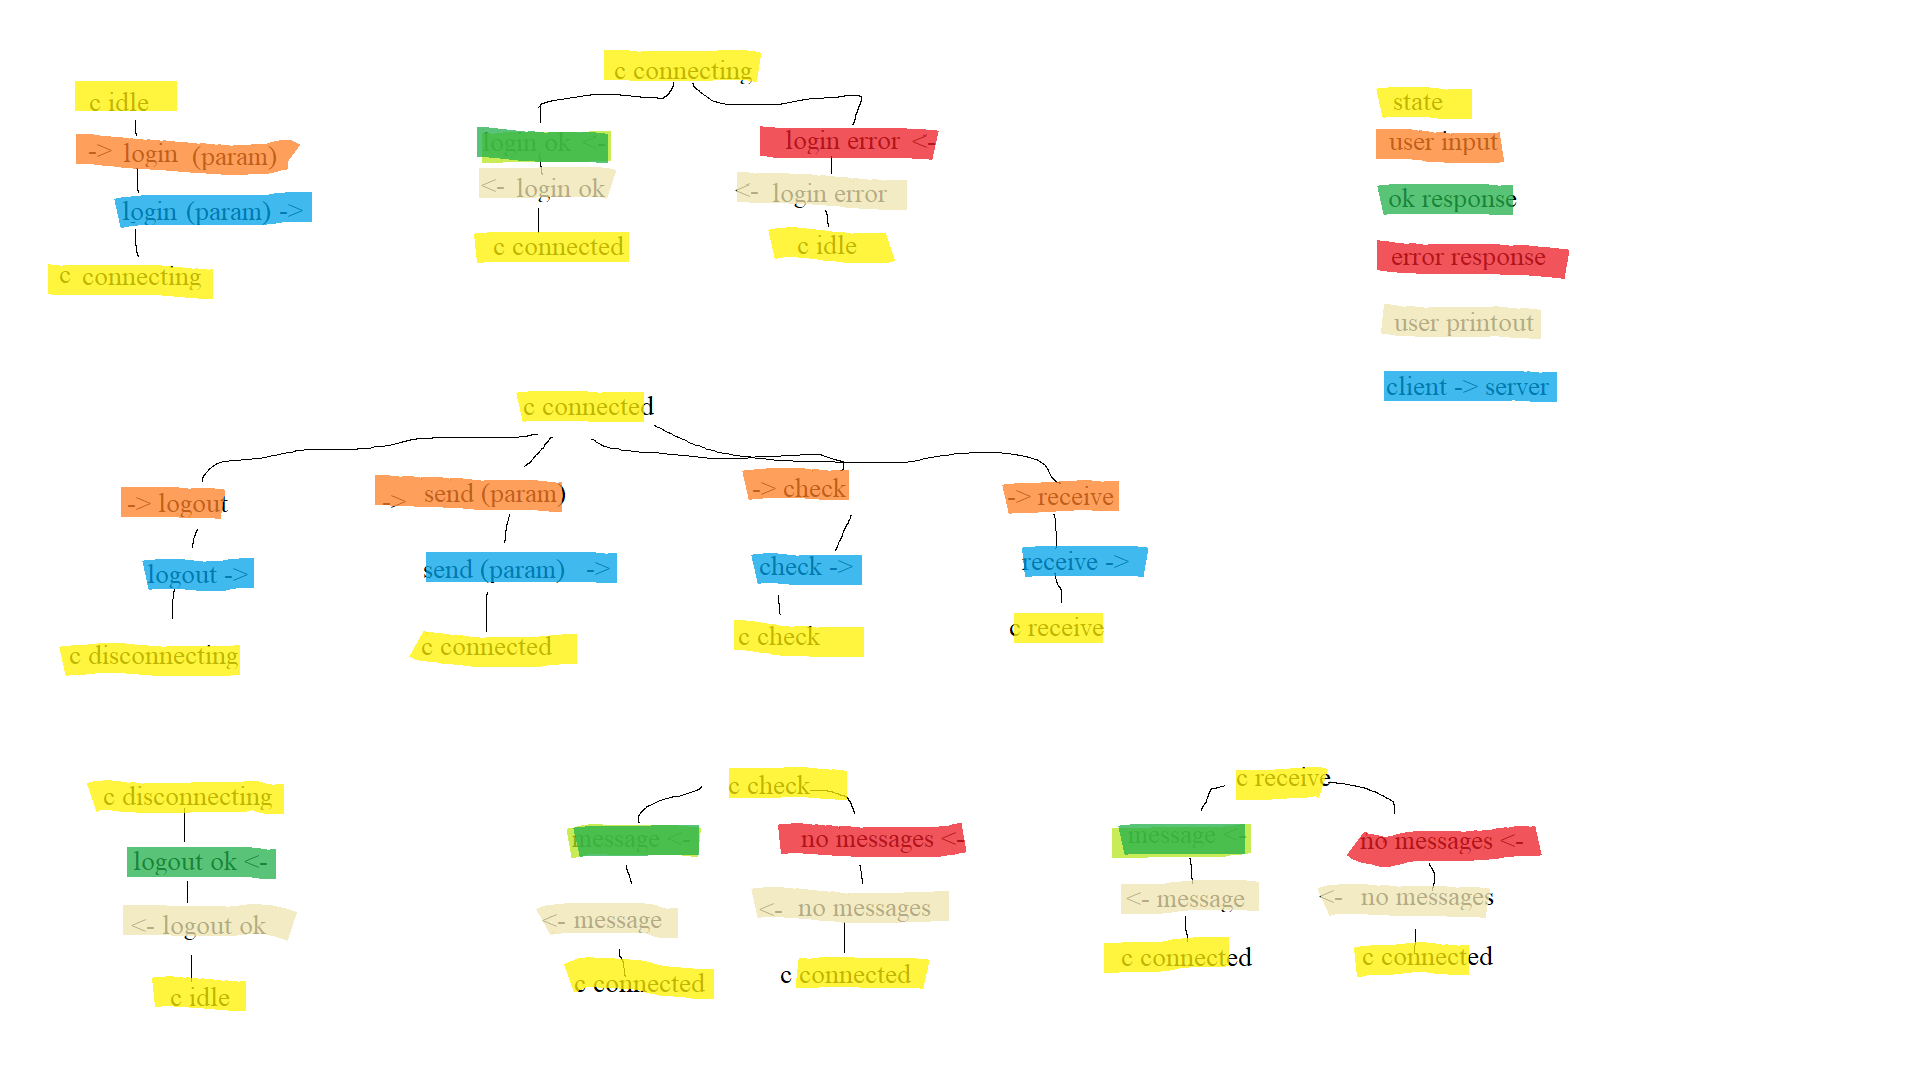 c idle
-> login (param)
login (param) ->
c connecting
c connecting
login ok <-
<- login ok
c connected
login error <-
<- login error
c idle
state
user input
ok response
error response
user printout
client -> server
c connected
-> logout
logout ->
c disconnecting
-> send (param)
send (param) ->
c connected
-> check
check ->
c check
-> receive
receive ->
c receive
c disconnecting
logout ok <-
<- logout ok
c idle
c check
message <-
<- message
c connected
no messages <-
<- no messages
c connected
c receive
message <-
<- message
c connected
no messages <-
<- no messages
c connected